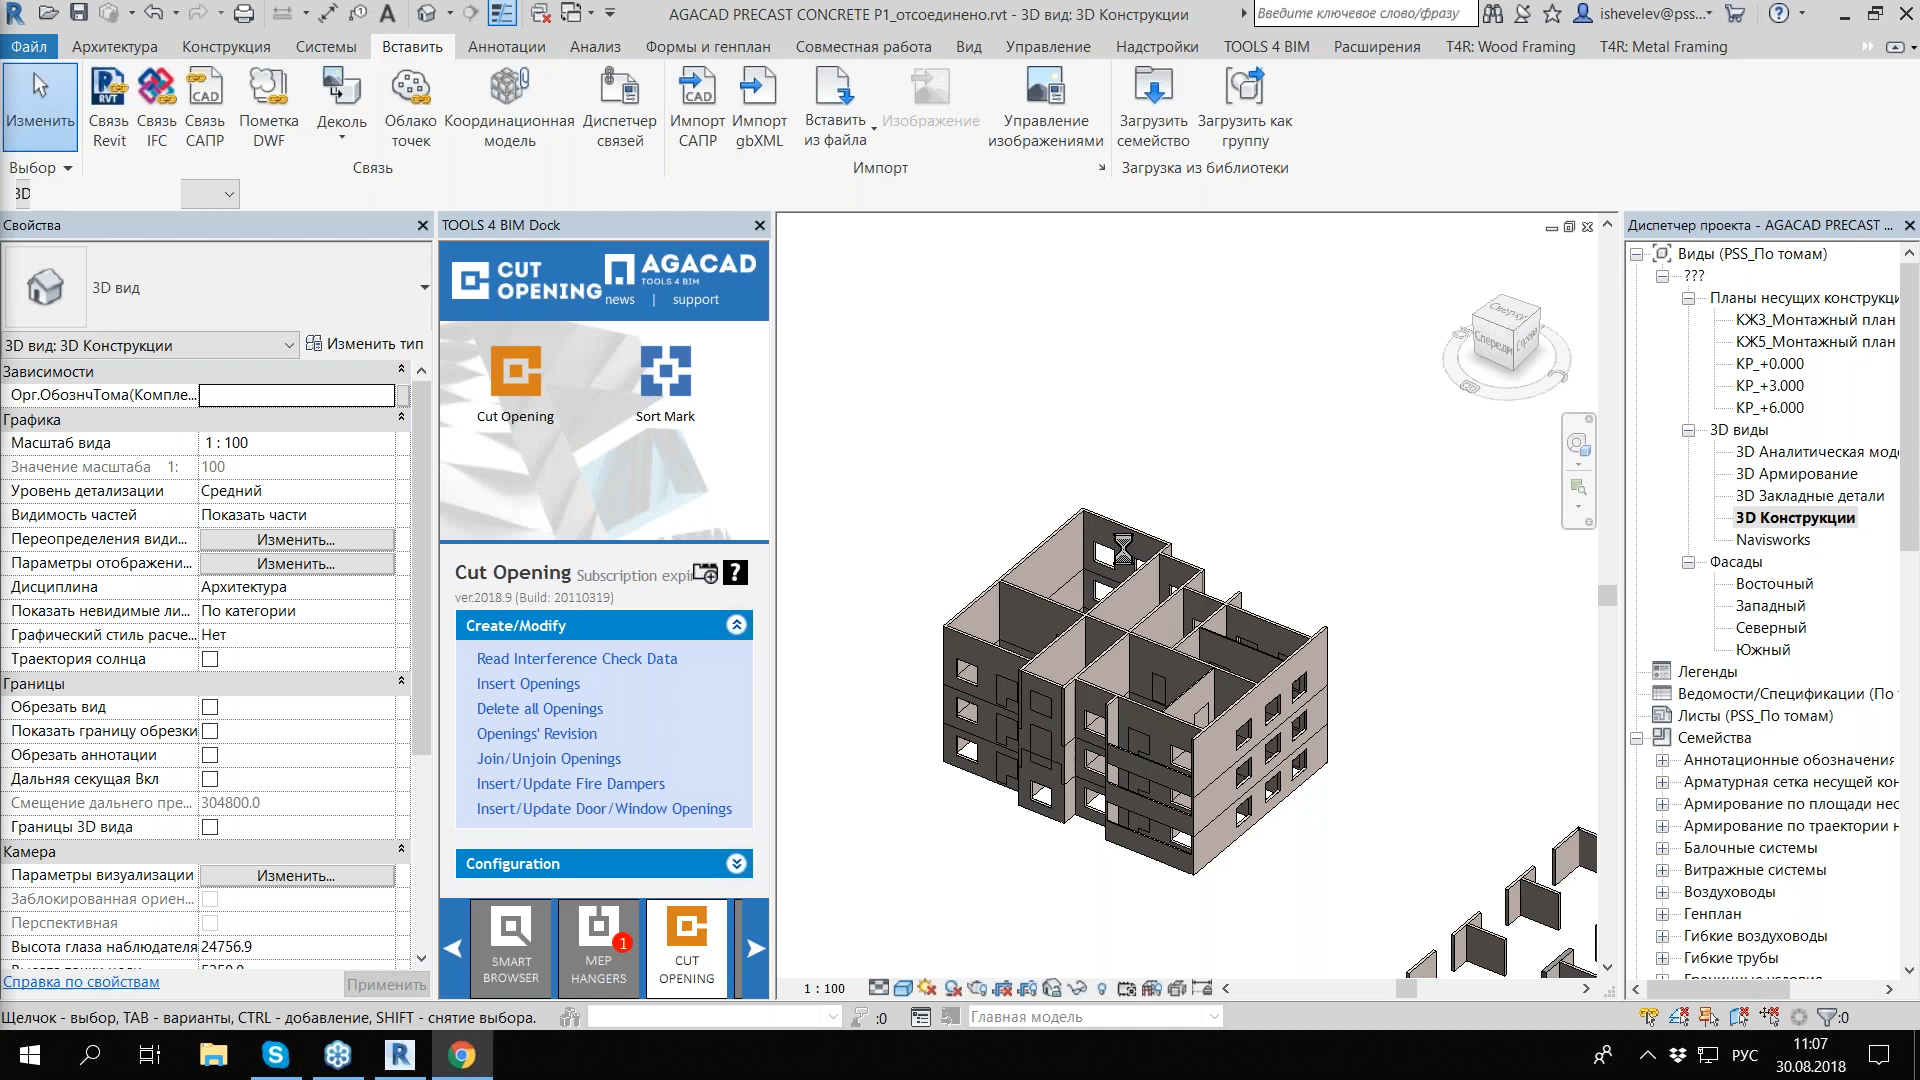 AGACAD PRECAST CONCRETE P1_отсоединено.rvt - 3D вид: 3D Конструкции
Введите ключевое слово/фразу
ishevelev@pss...
Файл Архитектура Конструкция Системы Вставить Аннотации Анализ Формы и генплан Совместная работа Вид Управление Надстройки TOOLS 4 BIM Расширения T4R: Wood Framing T4R: Metal Framing
Изменить
Связь Revit
Связь IFC
Связь САПР
Пометка DWF
Деколь
Облако точек
Координационная модель
Диспетчер связей
Импорт САПР
Импорт gbXML
Вставить из файла
Изображение
Управление изображениями
Загрузить семейство
Загрузить как группу
Выбор
Связь
Импорт
Загрузка из библиотеки
3D
Свойства
3D вид
3D вид: 3D Конструкции
Изменить тип
Зависимости
Орг.ОбознчТома(Компле...
Графика
Масштаб вида 1 : 100
Значение масштаба 1: 100
Уровень детализации Средний
Видимость частей Показать части
Переопределения види... Изменить...
Параметры отображени... Изменить...
Дисциплина Архитектура
Показать невидимые ли... По категории
Графический стиль расче... Нет
Траектория солнца
Границы
Обрезать вид
Показать границу обрезки
Обрезать аннотации
Дальняя секущая Вкл
Смещение дальнего пре... 304800.0
Границы 3D вида
Камера
Параметры визуализации Изменить...
Заблокированная ориен...
Перспективная
Высота глаза наблюдателя 24756.9
Справка по свойствам
Применить
TOOLS 4 BIM Dock
CUT OPENING
AGACAD
TOOLS 4 BIM
news | support
Cut Opening
Sort Mark
Cut Opening Subscription expi
ver.2018.9 (Build: 20110319)
Create/Modify
Read Interference Check Data
Insert Openings
Delete all Openings
Openings' Revision
Join/Unjoin Openings
Insert/Update Fire Dampers
Insert/Update Door/Window Openings
Configuration
SMART BROWSER
MEP HANGERS
1
CUT OPENING
Сверху
Спереди
1 : 100
Диспетчер проекта - AGACAD PRECAST ...
Виды (PSS_По томам)
???
Планы несущих конструкци
КЖ3_Монтажный план
КЖ5_Монтажный план
КР_+0.000
КР_+3.000
КР_+6.000
3D виды
3D Аналитическая мод
3D Армирование
3D Закладные детали
3D Конструкции
Navisworks
Фасады
Восточный
Западный
Северный
Южный
Легенды
Ведомости/Спецификации (По
Листы (PSS_По томам)
Семейства
Аннотационные обозначения
Арматурная сетка несущей кон
Армирование по площади нес
Армирование по траектории н
Балочные системы
Витражные системы
Воздуховоды
Генплан
Гибкие воздуховоды
Гибкие трубы
Щелчок - выбор, TAB - варианты, CTRL - добавление, SHIFT - снятие выбора.
:0
Главная модель
:0
РУС
11:07
30.08.2018